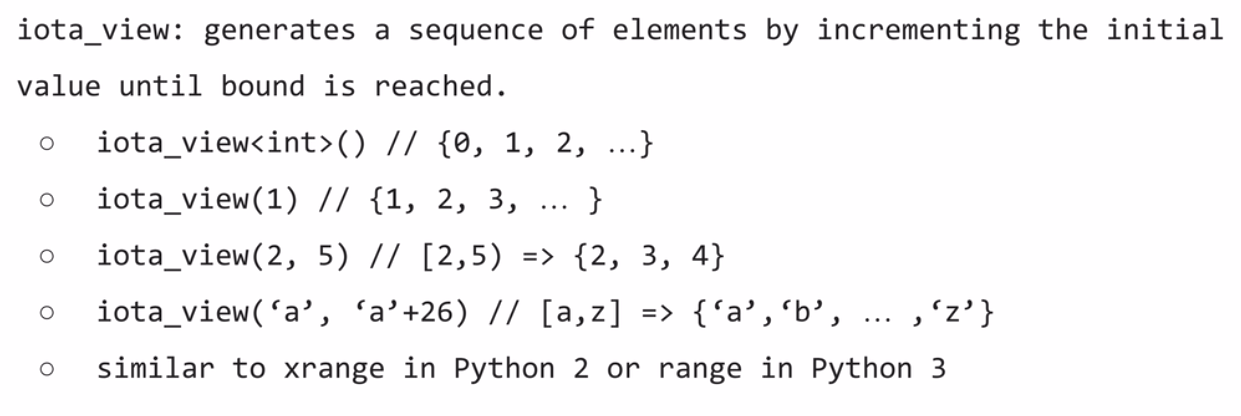 iota_view: generates a sequence of elements by incrementing the initial
value until bound is reached.
○ iota_view<int>() // {0, 1, 2, …}
○ iota_view(1) // {1, 2, 3, … }
○ iota_view(2, 5) // [2,5) => {2, 3, 4}
○ iota_view(‘a’, ‘a’+26) // [a,z] => {‘a’,‘b’, … ,‘z’}
○ similar to xrange in Python 2 or range in Python 3